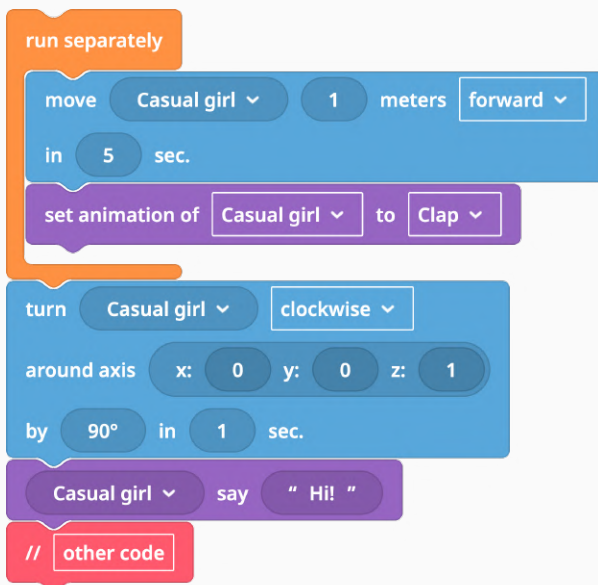 run separately
move Casual girl 1 meters forward
in 5 sec.
set animation of Casual girl to Clap
turn Casual girl clockwise
around axis x: 0 y: 0 z: 1
by 90° in 1 sec.
Casual girl say “ Hi! ”
// other code